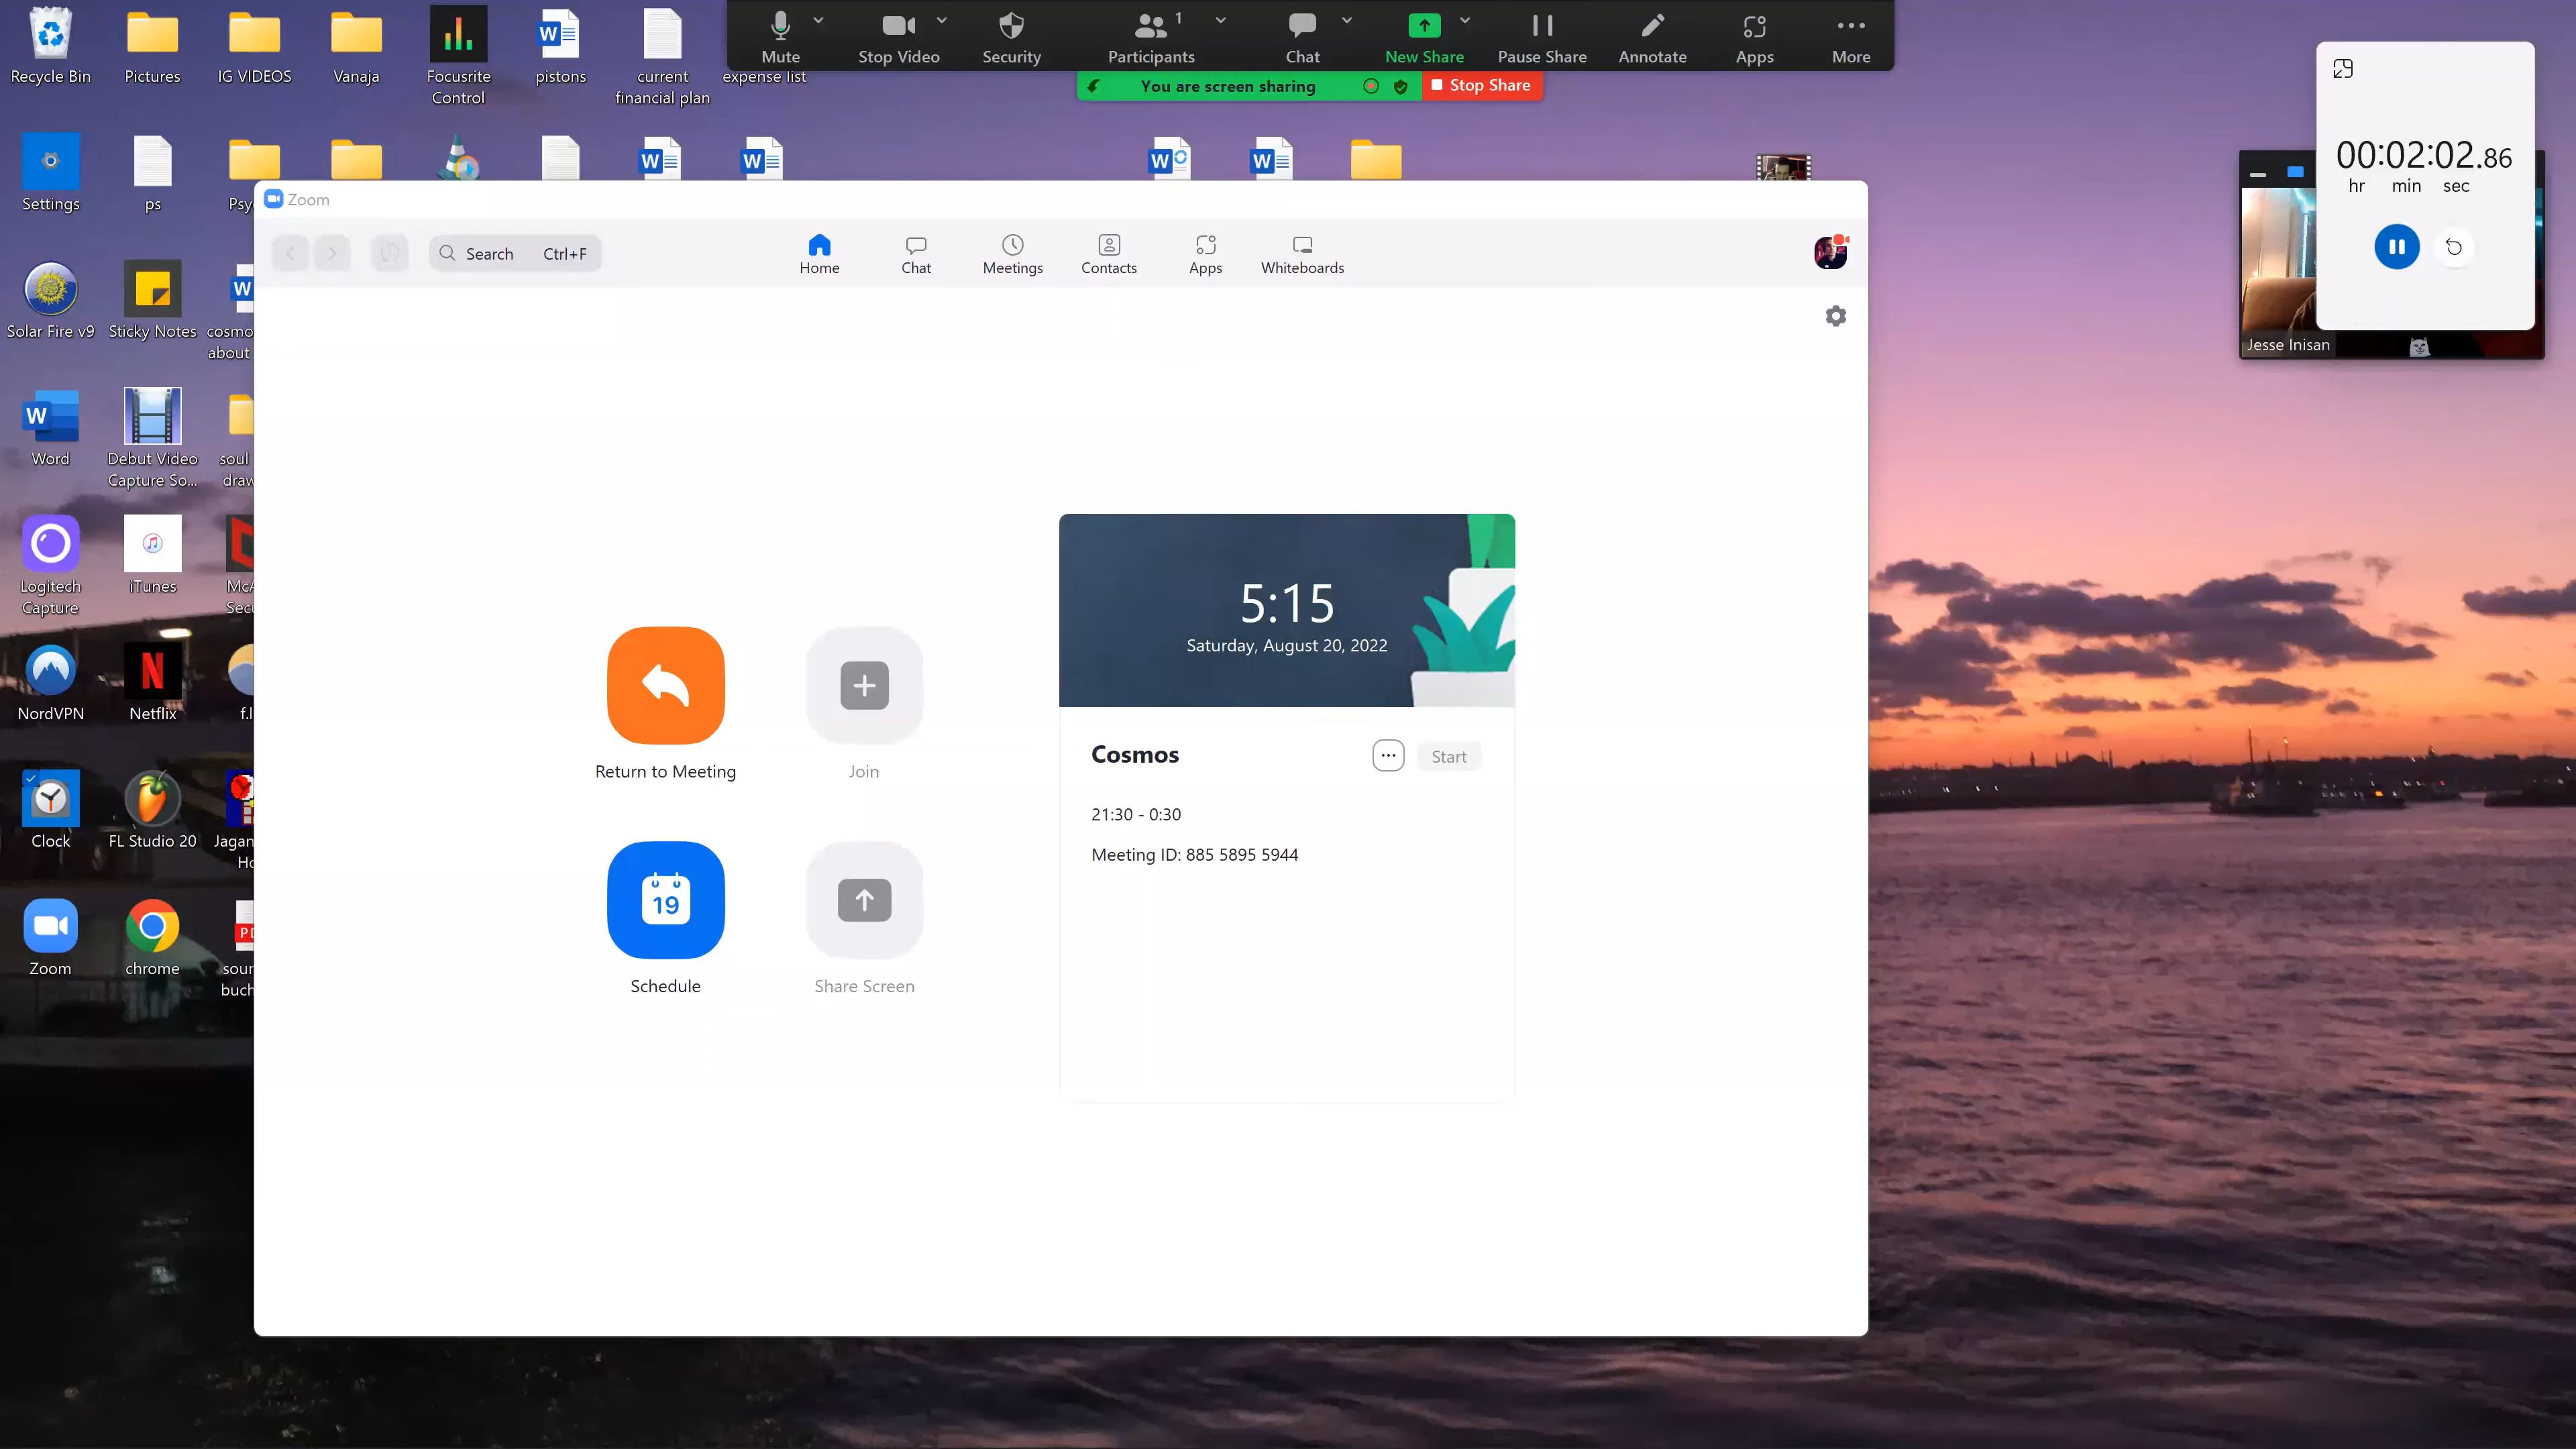 Mute
Stop Video
Security
Participants
1
Chat
New Share
Pause Share
Annotate
Apps
More
You are screen sharing
Stop Share
Recycle Bin
Pictures
IG VIDEOS
Vanaja
Focusrite
Control
pistons
current
financial plan
expense list
Settings
ps
Psy
00:02:02.86
hr min sec
Jesse Inisan
Zoom
Search Ctrl+F
Home
Chat
Meetings
Contacts
Apps
Whiteboards
Solar Fire v9
Sticky Notes
cosmo
about
Word
Debut Video
Capture So...
soul
draw
Logitech
Capture
iTunes
McA
Secu
NordVPN
Netflix
f.l
Clock
FL Studio 20
Jagan
Ho
Zoom
chrome
sour
buch
Return to Meeting
Join
19
Schedule
Share Screen
5:15
Saturday, August 20, 2022
Cosmos
Start
21:30 - 0:30
Meeting ID: 885 5895 5944